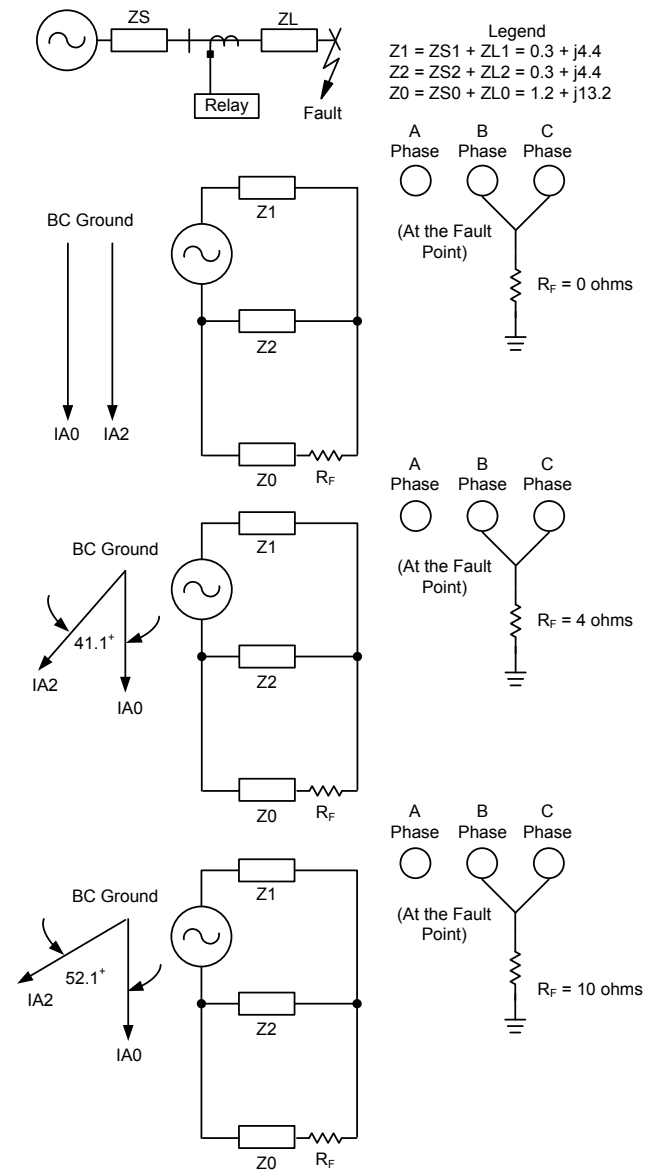 ZS
ZL
Relay
Fault
Legend
Z1 = ZS1 + ZL1 = 0.3 + j4.4
Z2 = ZS2 + ZL2 = 0.3 + j4.4
Z0 = ZS0 + ZL0 = 1.2 + j13.2
BC Ground
IA0
IA2
Z1
Z2
Z0
RF
A
Phase
B
Phase
C
Phase
(At the Fault
Point)
RF = 0 ohms
BC Ground
41.1+
IA2
IA0
Z1
Z2
Z0
RF
A
Phase
B
Phase
C
Phase
(At the Fault
Point)
RF = 4 ohms
BC Ground
52.1+
IA2
IA0
Z1
Z2
Z0
RF
A
Phase
B
Phase
C
Phase
(At the Fault
Point)
RF = 10 ohms